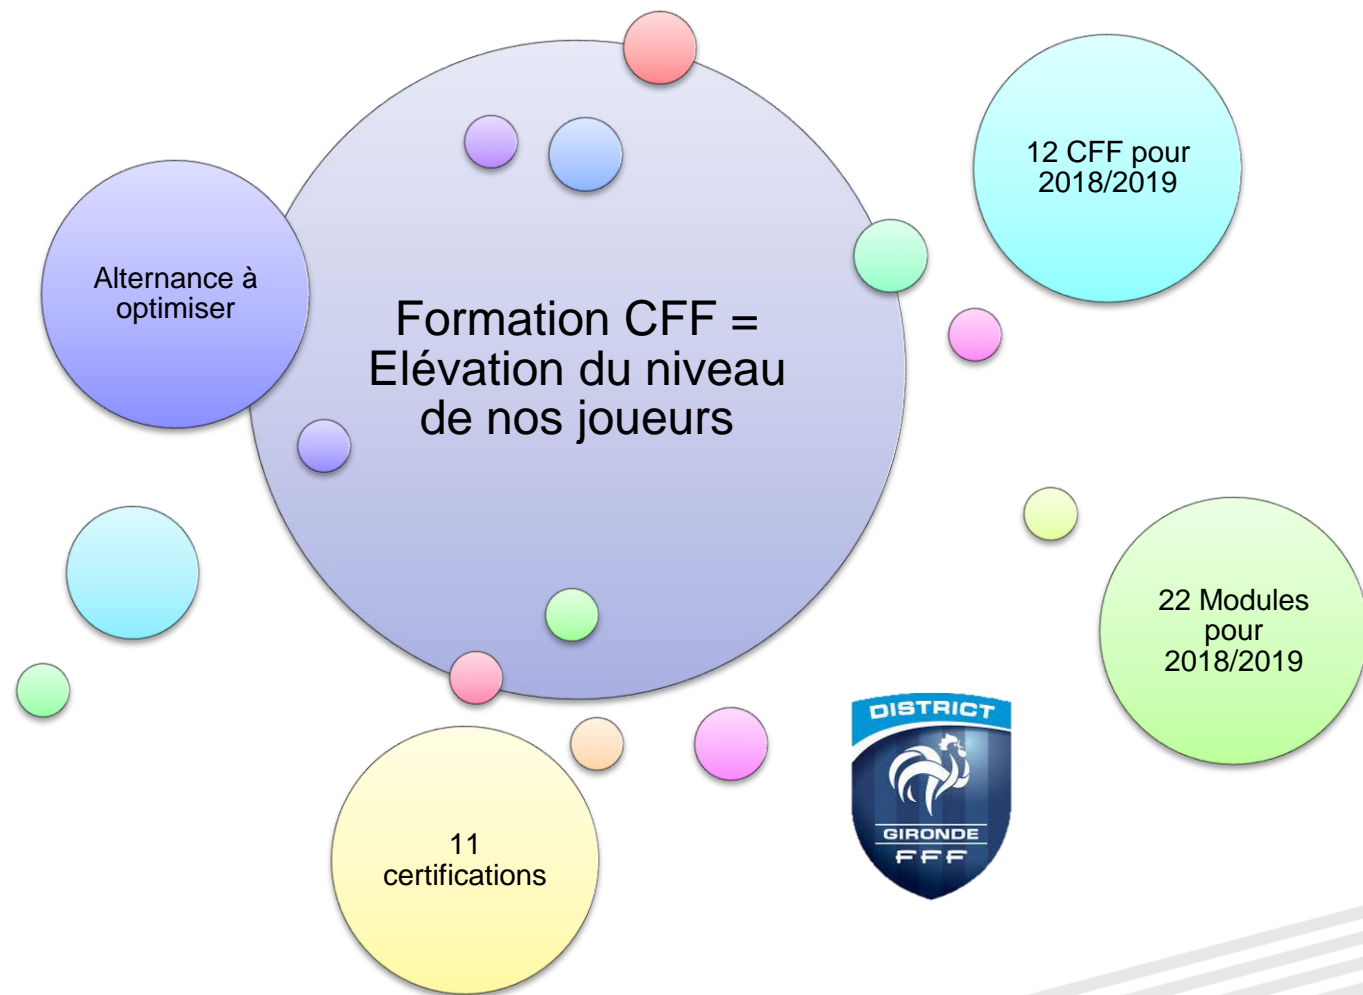 12 CFF pour
2018/2019
Alternance à
optimiser
Formation CFF =
Elévation du niveau
de nos joueurs
22 Modules
pour
2018/2019
DISTRICT
GIRONDE
FFF
11
certifications